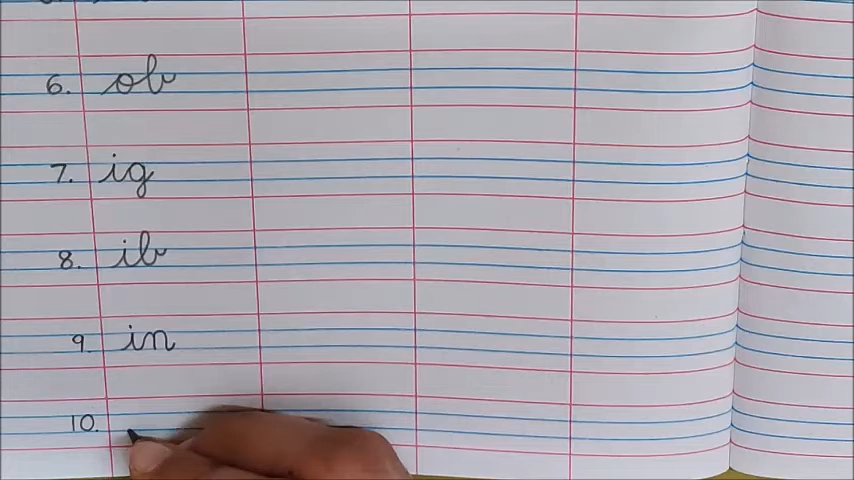 6. ob
7. ig
8. ib
9. in
10.